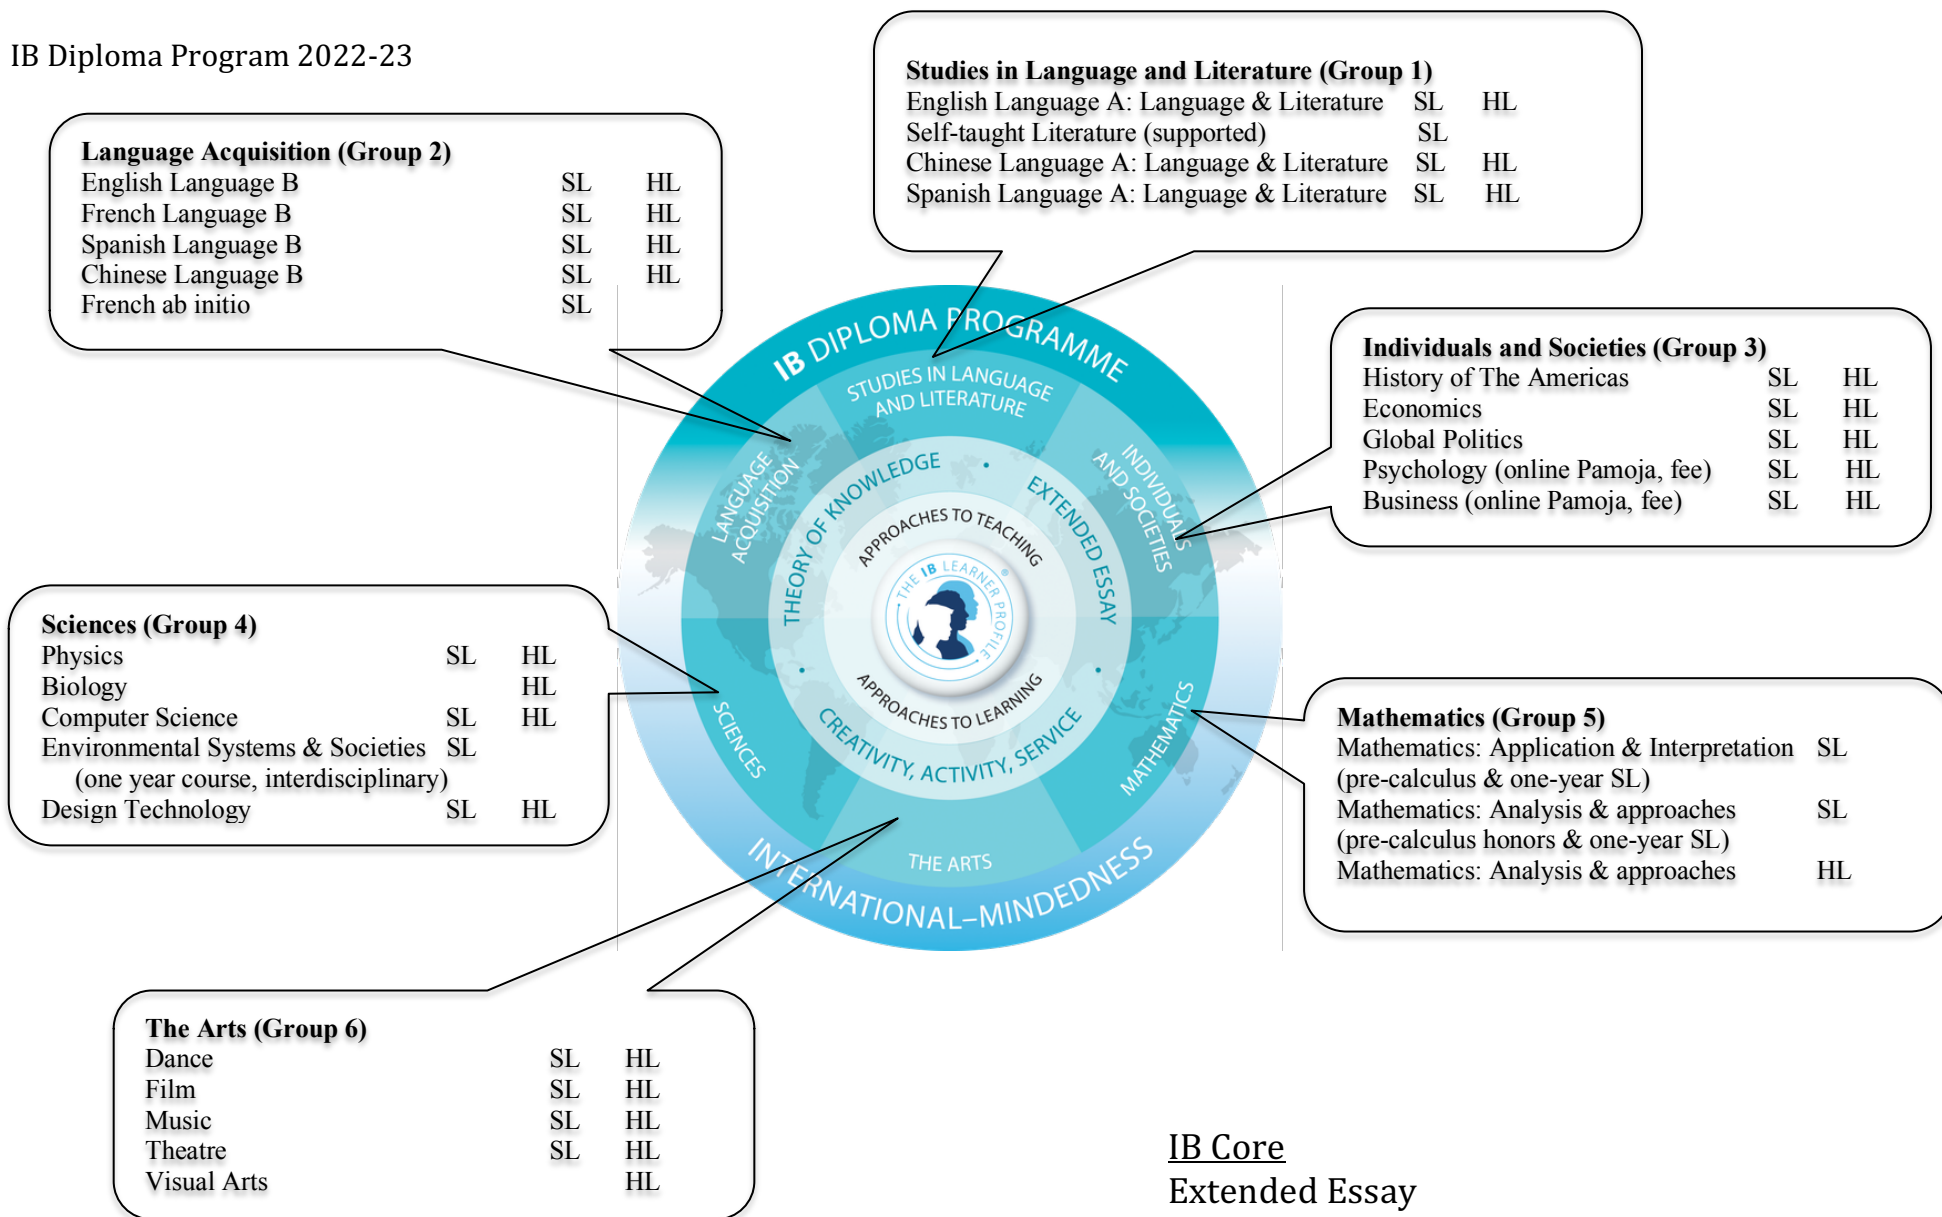 IB Diploma Program 2022-23
Studies in Language and Literature (Group 1)
English Language A: Language & Literature SL HL
Self-taught Literature (supported) SL
Chinese Language A: Language & Literature SL HL
Spanish Language A: Language & Literature SL HL
Language Acquisition (Group 2)
English Language B SL HL
French Language B SL HL
Spanish Language B SL HL
Chinese Language B SL HL
French ab initio SL
Individuals and Societies (Group 3)
History of The Americas SL HL
Economics SL HL
Global Politics SL HL
Psychology (online Pamoja, fee) SL HL
Business (online Pamoja, fee) SL HL
IB DIPLOMA PROGRAMME
STUDIES IN LANGUAGE
AND LITERATURE
LANGUAGE
ACQUISITION
INDIVIDUALS
AND SOCIETIES
THEORY OF KNOWLEDGE
EXTENDED ESSAY
APPROACHES TO TEACHING
THE IB LEARNER PROFILE ®
APPROACHES TO LEARNING
CREATIVITY, ACTIVITY, SERVICE
SCIENCES
MATHEMATICS
THE ARTS
INTERNATIONAL–MINDEDNESS
Sciences (Group 4)
Physics SL HL
Biology HL
Computer Science SL HL
Environmental Systems & Societies SL
(one year course, interdisciplinary)
Design Technology SL HL
Mathematics (Group 5)
Mathematics: Application & Interpretation SL
(pre-calculus & one-year SL)
Mathematics: Analysis & approaches SL
(pre-calculus honors & one-year SL)
Mathematics: Analysis & approaches HL
The Arts (Group 6)
Dance SL HL
Film SL HL
Music SL HL
Theatre SL HL
Visual Arts HL
IB Core
Extended Essay